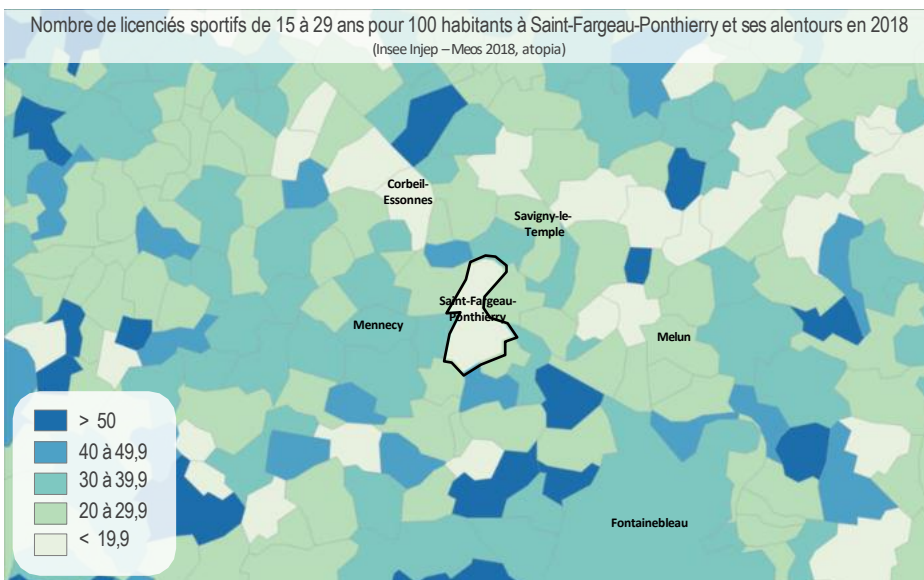 Nombre de licenciés sportifs de 15 à 29 ans pour 100 habitants à Saint-Fargeau-Ponthierry et ses alentours en 2018
(Insee Injep – Meos 2018, atopia)
Corbeil-
Essonnes
Savigny-le-
Temple
Saint-Fargeau-
Ponthierry
Mennecy
Melun
> 50
40 à 49,9
30 à 39,9
20 à 29,9
< 19,9
Fontainebleau